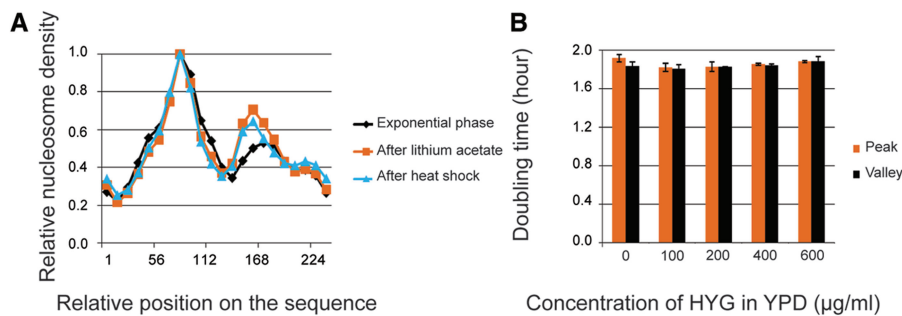 A
Relative nucleosome density
1.0
0.8
0.6
0.4
0.2
0.0
1 56 112 168 224
Relative position on the sequence
Exponential phase
After lithium acetate
After heat shock
B
Doubling time (hour)
2.0
1.6
1.2
0.8
0.4
0.0
0 100 200 400 600
Concentration of HYG in YPD (µg/ml)
Peak
Valley